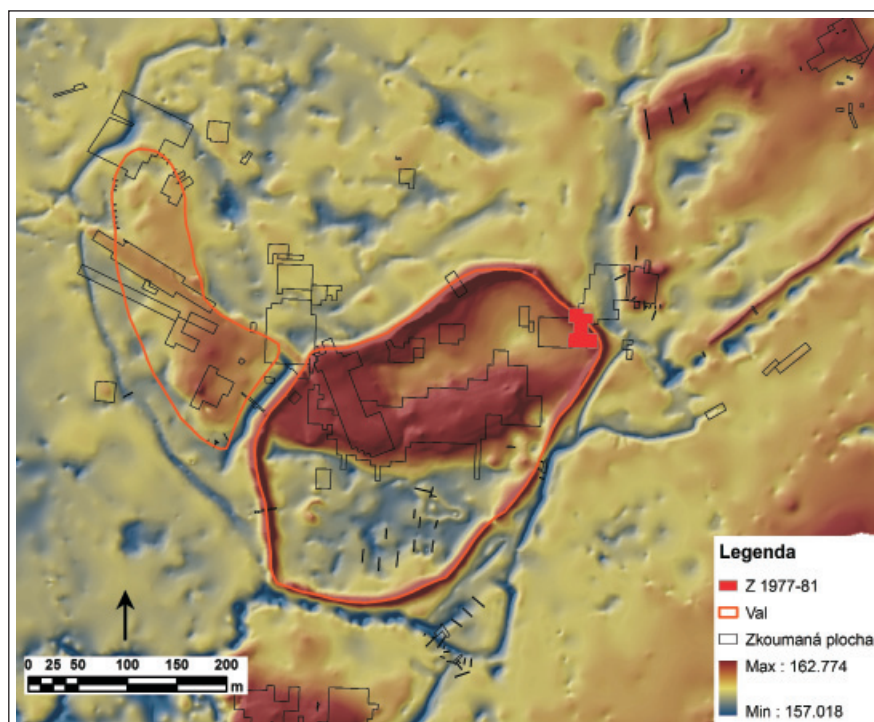 Legenda
Z 1977-81
Val
Zkoumaná plocha
Max : 162.774
Min : 157.018
0 25 50 100 150 200
m